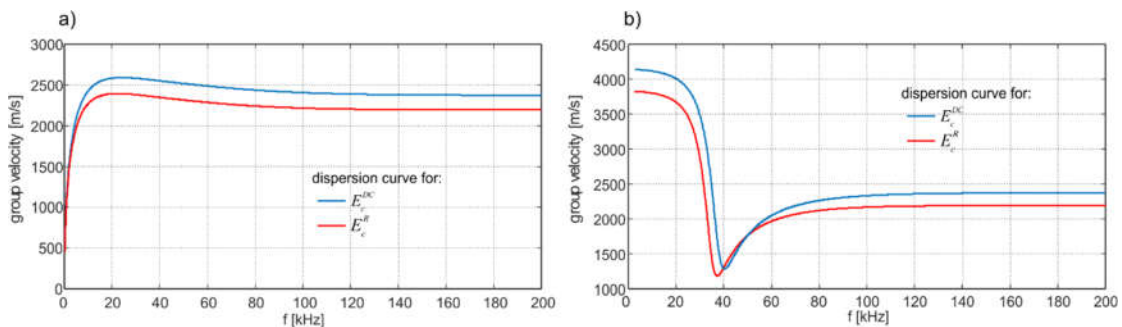 a)
3000
2500
2000
1500
1000
500
0
group velocity [m/s]
dispersion curve for:
E_c^DC
E_c^R
0 20 40 60 80 100 120 140 160 180 200
f [kHz]
b)
4500
4000
3500
3000
2500
2000
1500
1000
group velocity [m/s]
dispersion curve for:
E_c^DC
E_c^R
0 20 40 60 80 100 120 140 160 180 200
f [kHz]